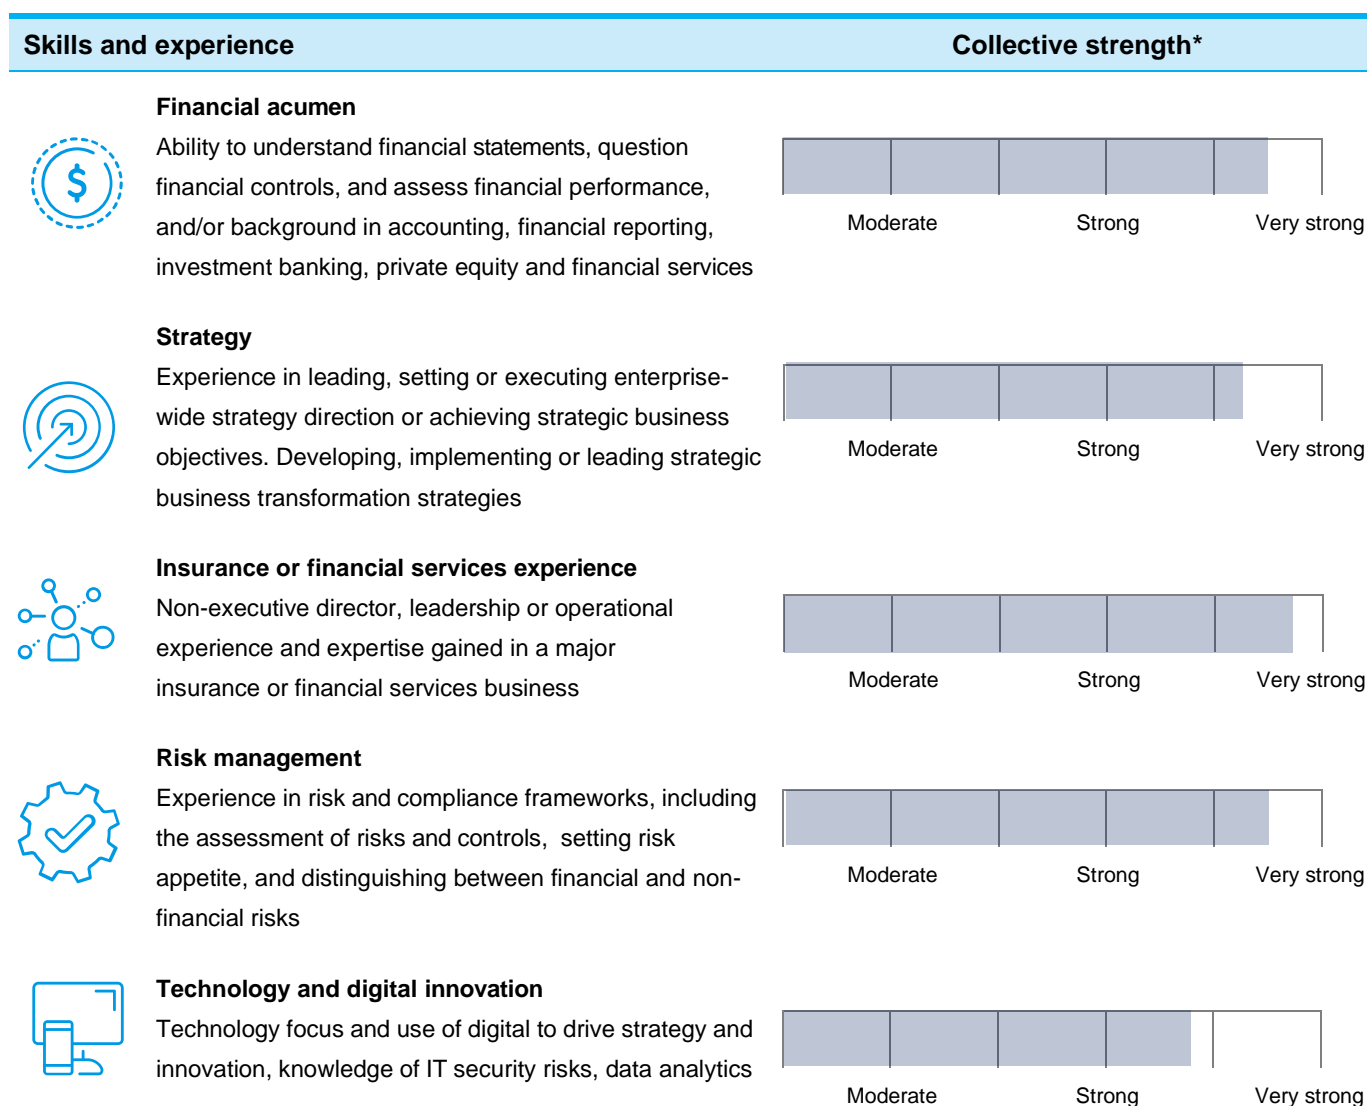 Skills and experience
Collective strength*
Financial acumen
Ability to understand financial statements, question
financial controls, and assess financial performance,
and/or background in accounting, financial reporting,
investment banking, private equity and financial services
$
Moderate Strong Very strong
Strategy
Experience in leading, setting or executing enterprise-
wide strategy direction or achieving strategic business
objectives. Developing, implementing or leading strategic
business transformation strategies
Moderate Strong Very strong
Insurance or financial services experience
Non-executive director, leadership or operational
experience and expertise gained in a major
insurance or financial services business
Moderate Strong Very strong
Risk management
Experience in risk and compliance frameworks, including
the assessment of risks and controls,  setting risk
appetite, and distinguishing between financial and non-
financial risks
Moderate Strong Very strong
Technology and digital innovation
Technology focus and use of digital to drive strategy and
innovation, knowledge of IT security risks, data analytics
Moderate Strong Very strong